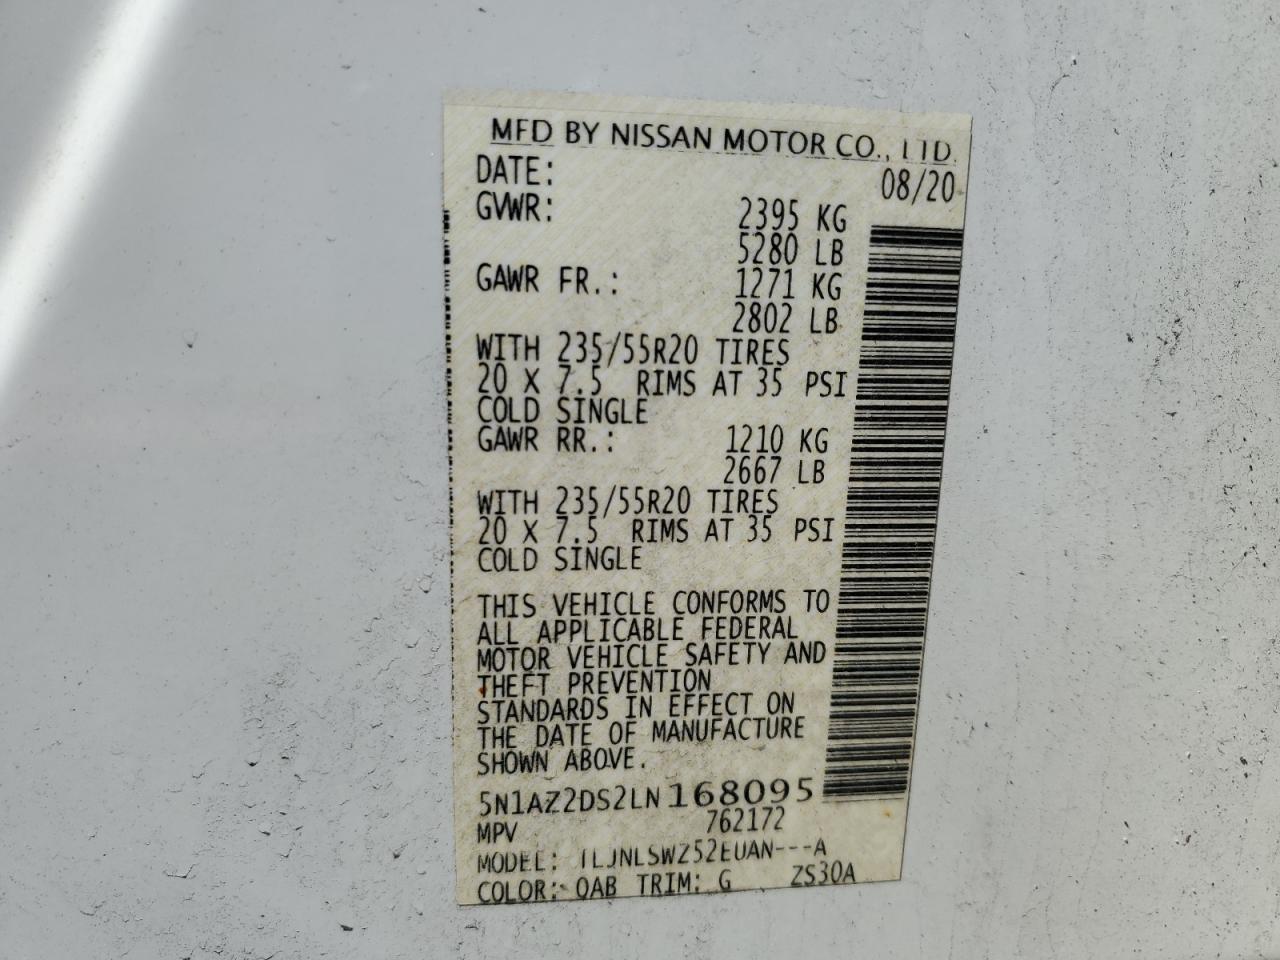 MFD BY NISSAN MOTOR CO., LTD.
DATE: 08/20
GVWR: 2395 KG
5280 LB
GAWR FR.: 1271 KG
2802 LB
WITH 235/55R20 TIRES
20 X 7.5 RIMS AT 35 PSI
COLD SINGLE
GAWR RR.: 1210 KG
2667 LB
WITH 235/55R20 TIRES
20 X 7.5 RIMS AT 35 PSI
COLD SINGLE
THIS VEHICLE CONFORMS TO
ALL APPLICABLE FEDERAL
MOTOR VEHICLE SAFETY AND
THEFT PREVENTION
STANDARDS IN EFFECT ON
THE DATE OF MANUFACTURE
SHOWN ABOVE.
5N1AZ2DS2LN168095
MPV 762172
MODEL: TLJNLSWZ52EUAN---A
COLOR: QAB TRIM: G ZS30A